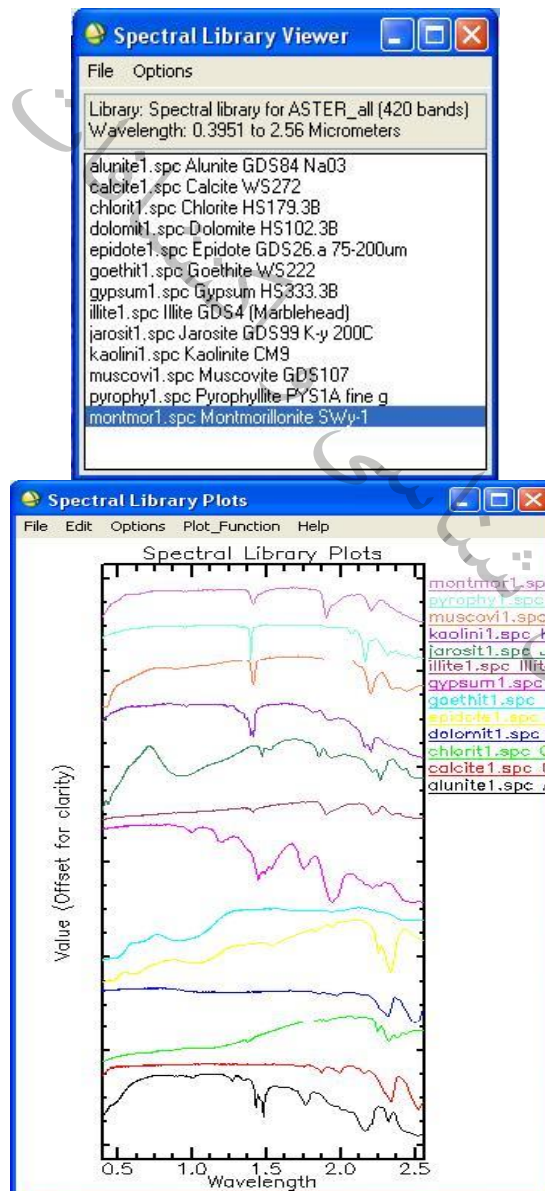 Spectral Library Viewer
File Options
Library: Spectral library for ASTER_all (420 bands)
Wavelength: 0.3951 to 2.56 Micrometers
alunite1.spc Alunite GDS84 Na03
calcite1.spc Calcite WS272
chlorit1.spc Chlorite HS179.3B
dolomit1.spc Dolomite HS102.3B
epidote1.spc Epidote GDS26.a 75-200um
goethit1.spc Goethite WS222
gypsum1.spc Gypsum HS333.3B
illite1.spc Illite GDS4 (Marblehead)
jarosit1.spc Jarosite GDS99 K-y 200C
kaolini1.spc Kaolinite CM9
muscovi1.spc Muscovite GDS107
pyrophy1.spc Pyrophyllite PYS1A fine g
montmor1.spc Montmorillonite SWy-1
Spectral Library Plots
File Edit Options Plot_Function Help
Spectral Library Plots
montmor1.sp
pyrophy1.spc
muscovi1.spc
kaolini1.spc K
jarosit1.spc J
illite1.spc Illit
gypsum1.spc
goethit1.spc
epidote1.spc
dolomit1.spc
chlorit1.spc C
calcite1.spc
alunite1.spc A
Value (Offset for clarity)
0.5 1.0 1.5 2.0 2.5
Wavelength